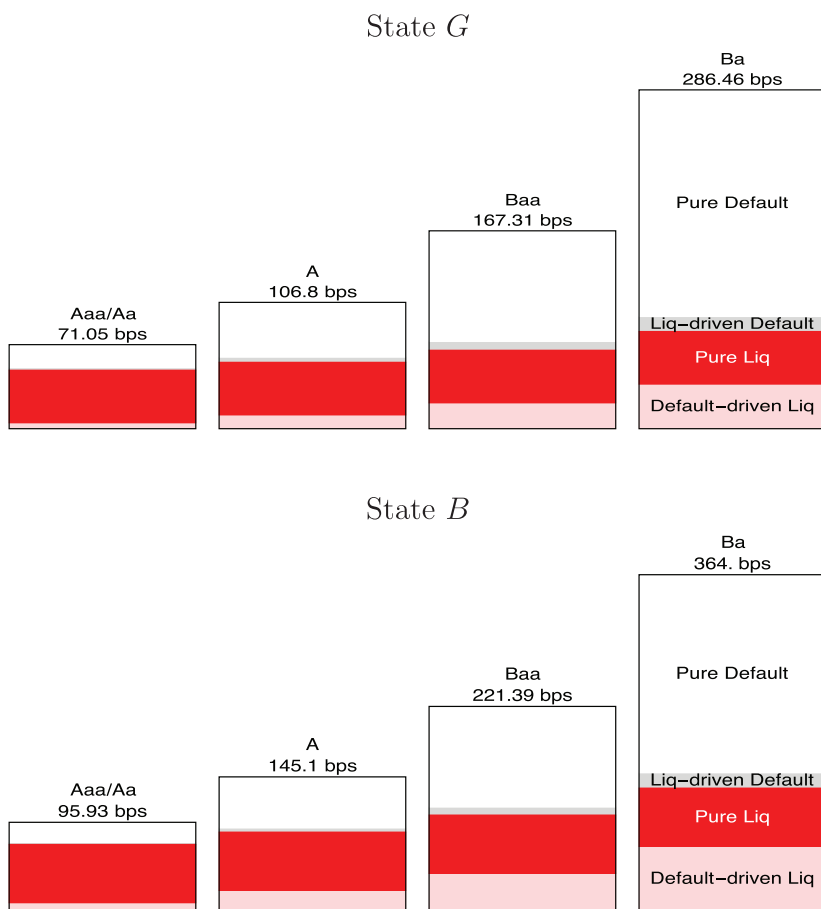 State G
Ba
286.46 bps
Pure Default
Baa
167.31 bps
A
106.8 bps
Aaa/Aa
71.05 bps
Liq–driven Default
Pure Liq
Default–driven Liq
State B
Ba
364. bps
Pure Default
Baa
221.39 bps
A
145.1 bps
Aaa/Aa
95.93 bps
Liq–driven Default
Pure Liq
Default–driven Liq